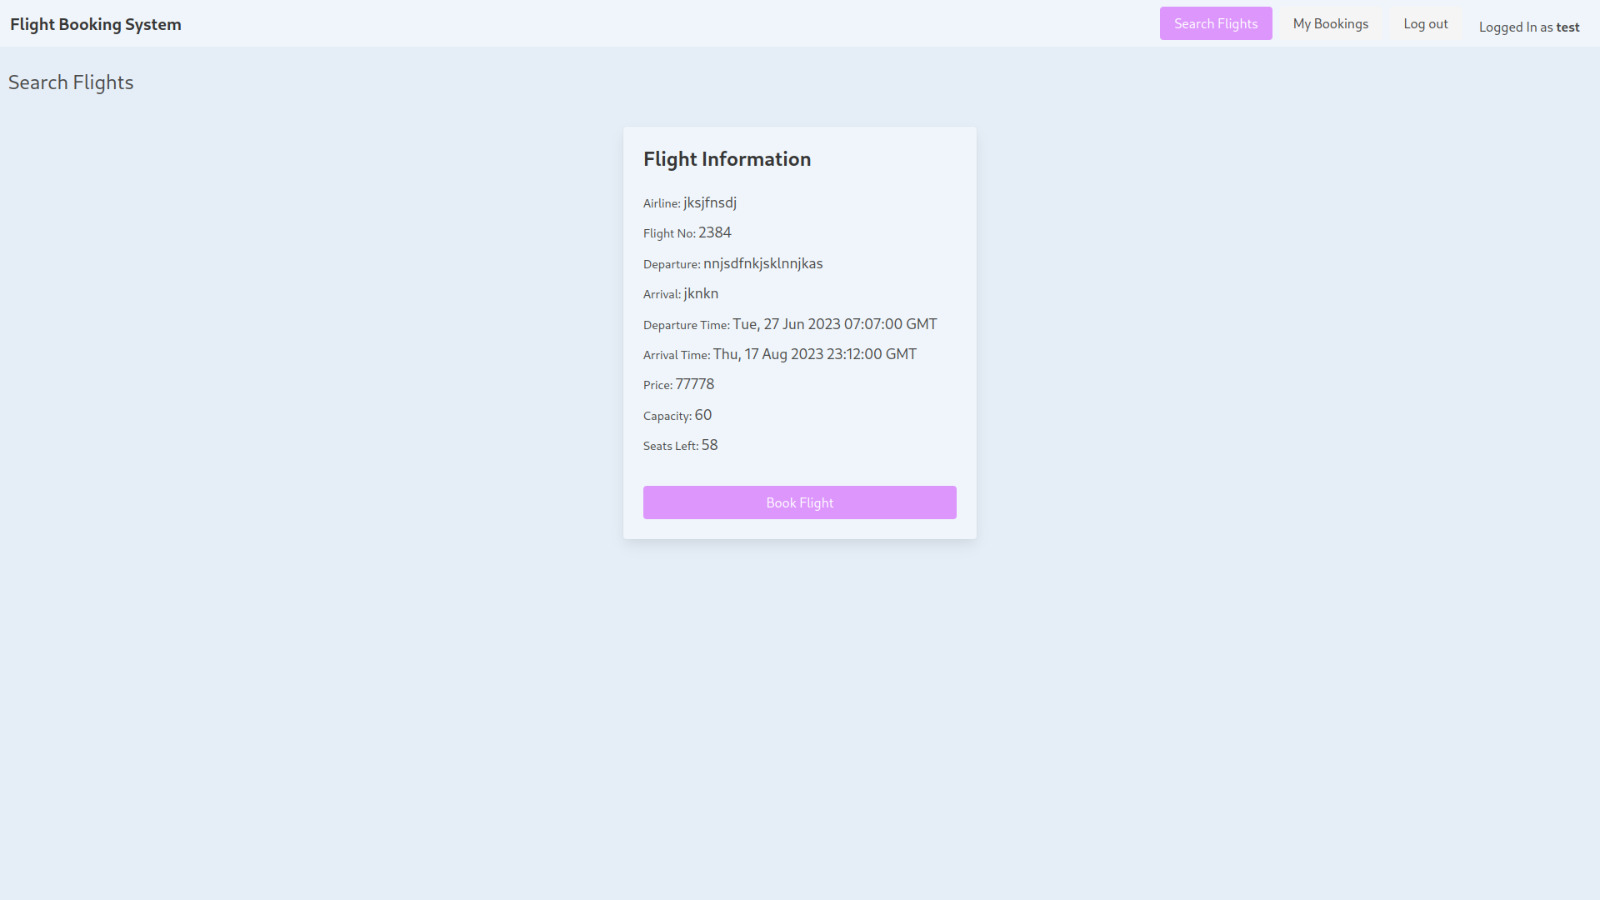 Flight Booking System
Search Flights
My Bookings
Log out
Logged In as test
Search Flights
Flight Information
Airline: jksjfnsdj
Flight No: 2384
Departure: nnjsdfnkjsklnnjkas
Arrival: jknkn
Departure Time: Tue, 27 Jun 2023 07:07:00 GMT
Arrival Time: Thu, 17 Aug 2023 23:12:00 GMT
Price: 77778
Capacity: 60
Seats Left: 58
Book Flight